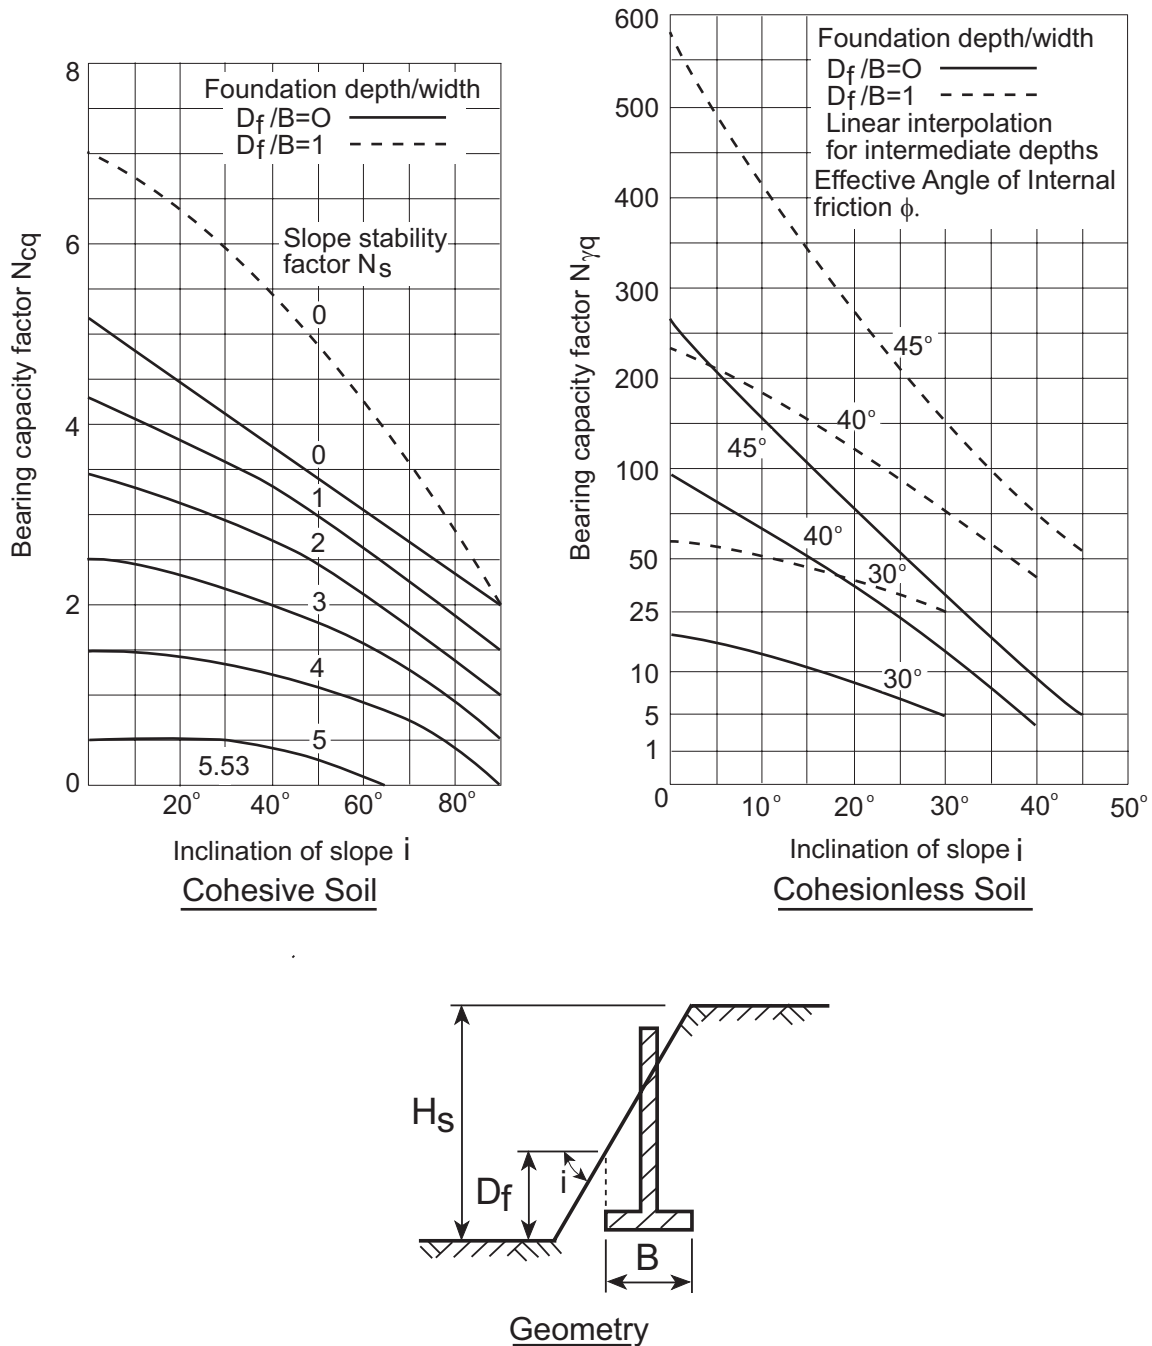 8
6
4
2
0
Bearing capacity factor Ncq
Foundation depth/width
Df /B=O
Df /B=1
Slope stability
factor Ns
0
0
1
2
3
4
5
5.53
20° 40° 60° 80°
Inclination of slope i
Cohesive Soil
600
500
400
300
200
100
50
25
10
5
1
0
Bearing capacity factor Nγq
Foundation depth/width
Df /B=O
Df /B=1
Linear interpolation
for intermediate depths
Effective Angle of Internal
friction ϕ.
45°
40°
45°
40°
30°
30°
10° 20° 30° 40° 50°
Inclination of slope i
Cohesionless Soil
Hs
Df
i
B
Geometry